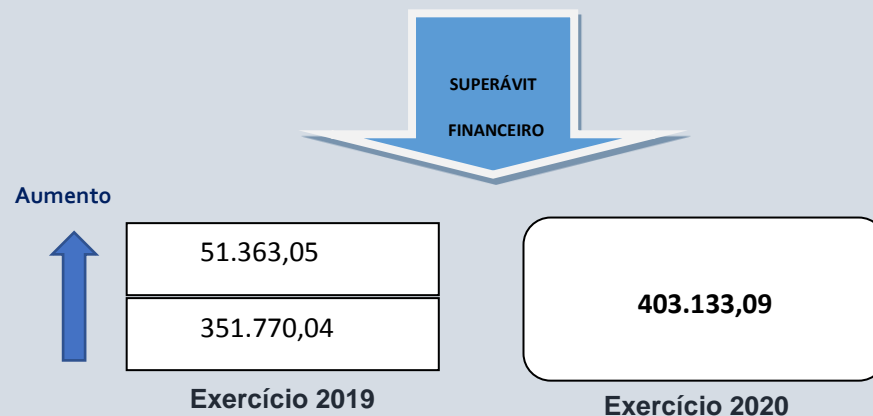 SUPERÁVIT
FINANCEIRO
Aumento
51.363,05
351.770,04
403.133,09
Exercício 2019
Exercício 2020